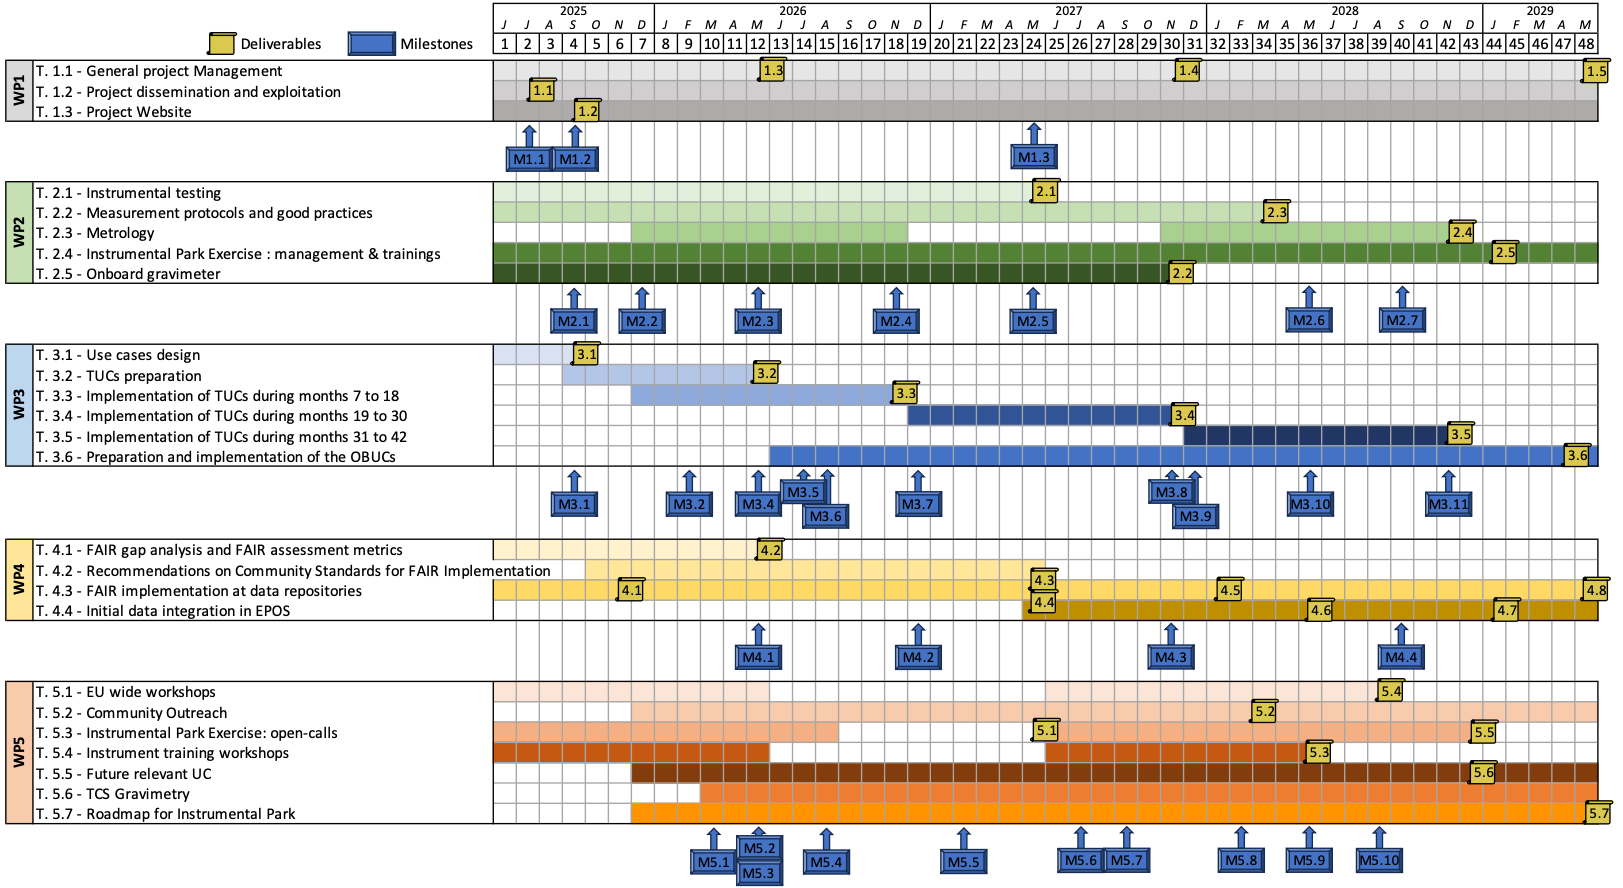 2025 2026 2027 2028 2029
J J A S O N D J F M A M J J A S O N D J F M A M J J A S O N D J F M A M J J A S O N D J F M A M
1 2 3 4 5 6 7 8 9 10 11 12 13 14 15 16 17 18 19 20 21 22 23 24 25 26 27 28 29 30 31 32 33 34 35 36 37 38 39 40 41 42 43 44 45 46 47 48
Deliverables Milestones
WP1
T. 1.1 - General project Management 1.3 1.4 1.5
T. 1.2 - Project dissemination and exploitation 1.1
T. 1.3 - Project Website 1.2
M1.1 M1.2 M1.3
WP2
T. 2.1 - Instrumental testing 2.1
T. 2.2 - Measurement protocols and good practices 2.3
T. 2.3 - Metrology 2.4
T. 2.4 - Instrumental Park Exercise : management & trainings 2.5
T. 2.5 - Onboard gravimeter 2.2
M2.1 M2.2 M2.3 M2.4 M2.5 M2.6 M2.7
WP3
T. 3.1 - Use cases design 3.1
T. 3.2 - TUCs preparation 3.2
T. 3.3 - Implementation of TUCs during months 7 to 18 3.3
T. 3.4 - Implementation of TUCs during months 19 to 30 3.4
T. 3.5 - Implementation of TUCs during months 31 to 42 3.5
T. 3.6 - Preparation and implementation of the OBUCs 3.6
M3.1 M3.2 M3.4 M3.5 M3.6 M3.7 M3.8 M3.9 M3.10 M3.11
WP4
T. 4.1 - FAIR gap analysis and FAIR assessment metrics 4.2
T. 4.2 - Recommendations on Community Standards for FAIR Implementation 4.3
T. 4.3 - FAIR implementation at data repositories 4.1 4.5 4.8
T. 4.4 - Initial data integration in EPOS 4.4 4.6 4.7
M4.1 M4.2 M4.3 M4.4
WP5
T. 5.1 - EU wide workshops 5.4
T. 5.2 - Community Outreach 5.2
T. 5.3 - Instrumental Park Exercise: open-calls 5.1 5.5
T. 5.4 - Instrument training workshops 5.3
T. 5.5 - Future relevant UC 5.6
T. 5.6 - TCS Gravimetry
T. 5.7 - Roadmap for Instrumental Park 5.7
M5.1 M5.2 M5.3 M5.4 M5.5 M5.6 M5.7 M5.8 M5.9 M5.10